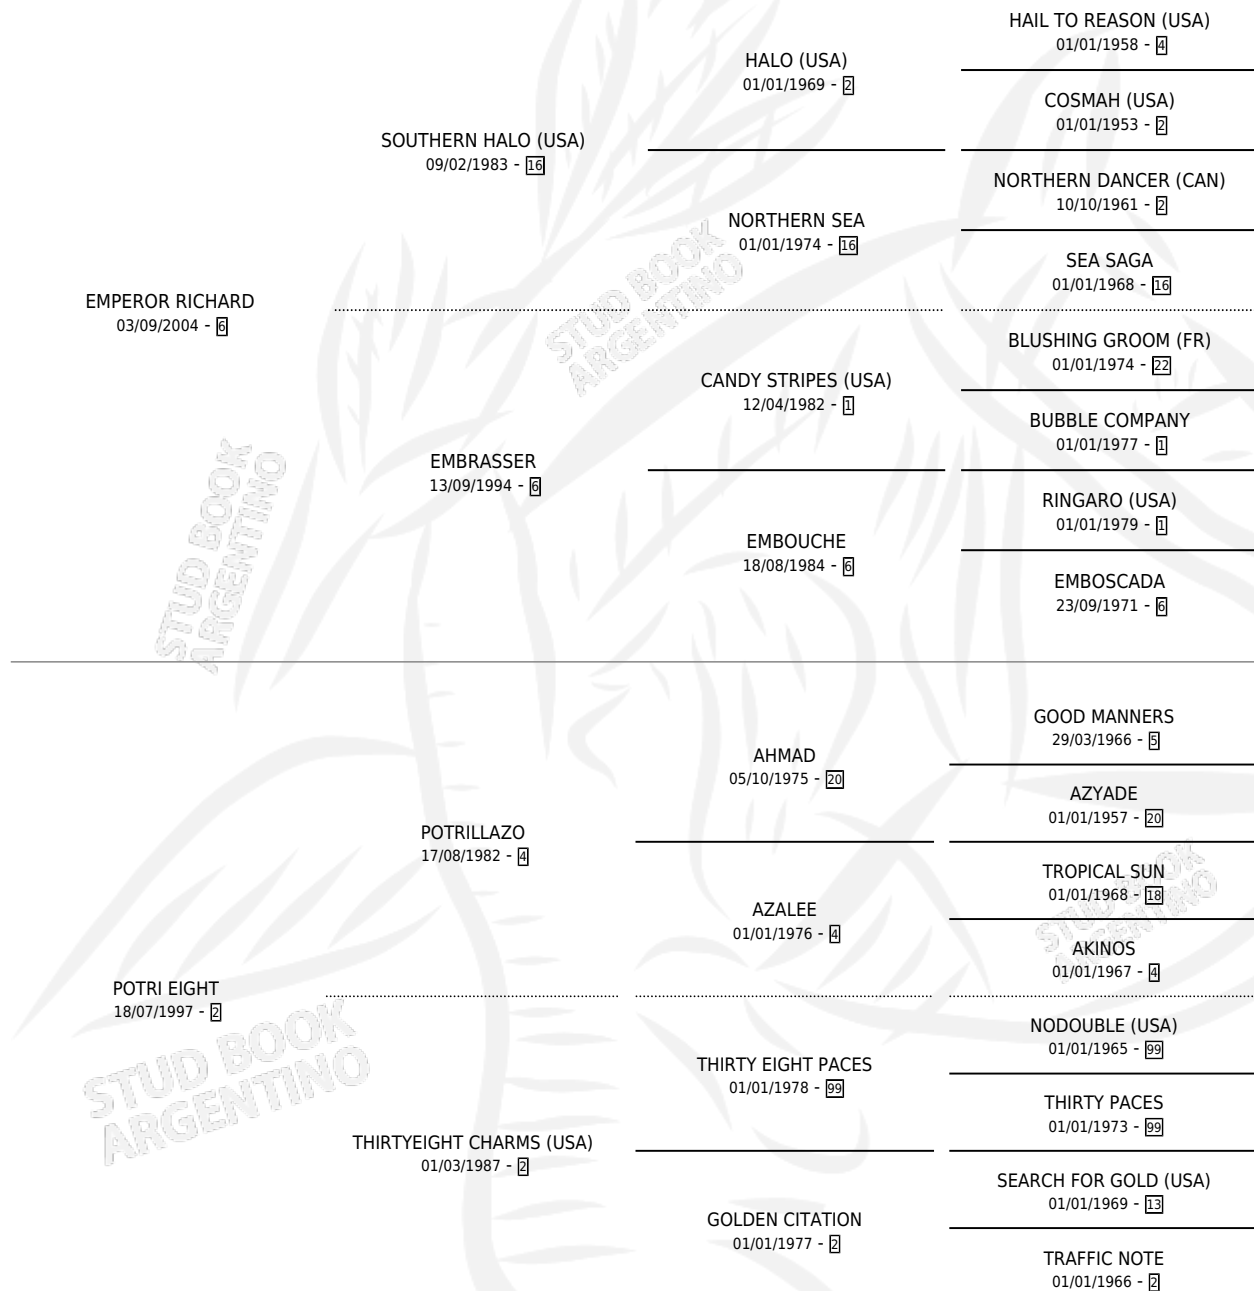 HAIL TO REASON (USA)
01/01/1958 - 4
HALO (USA)
01/01/1969 - 2
COSMAH (USA)
01/01/1953 - 2
SOUTHERN HALO (USA)
09/02/1983 - 16
NORTHERN DANCER (CAN)
10/10/1961 - 2
NORTHERN SEA
01/01/1974 - 16
SEA SAGA
01/01/1968 - 16
EMPEROR RICHARD
03/09/2004 - 6
BLUSHING GROOM (FR)
01/01/1974 - 22
CANDY STRIPES (USA)
12/04/1982 - 1
BUBBLE COMPANY
01/01/1977 - 1
EMBRASSER
13/09/1994 - 6
RINGARO (USA)
01/01/1979 - 1
EMBOUCHE
18/08/1984 - 6
EMBOSCADA
23/09/1971 - 6
GOOD MANNERS
29/03/1966 - 5
AHMAD
05/10/1975 - 20
AZYADE
01/01/1957 - 20
POTRILLAZO
17/08/1982 - 4
TROPICAL SUN
01/01/1968 - 18
AZALEE
01/01/1976 - 4
AKINOS
01/01/1967 - 4
POTRI EIGHT
18/07/1997 - 2
NODOUBLE (USA)
01/01/1965 - 99
THIRTY EIGHT PACES
01/01/1978 - 99
THIRTY PACES
01/01/1973 - 99
THIRTYEIGHT CHARMS (USA)
01/03/1987 - 2
SEARCH FOR GOLD (USA)
01/01/1969 - 13
GOLDEN CITATION
01/01/1977 - 2
TRAFFIC NOTE
01/01/1966 - 2
STUD BOOK
ARGENTINO
STUD BOOK
ARGENTINO
STUD BOOK
ARGENTINO
STUD BOOK
ARGENTINO